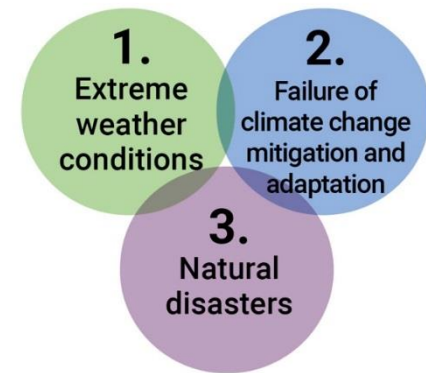 1.
Extreme
weather
conditions
2.
Failure of
climate change
mitigation and
adaptation
3.
Natural
disasters